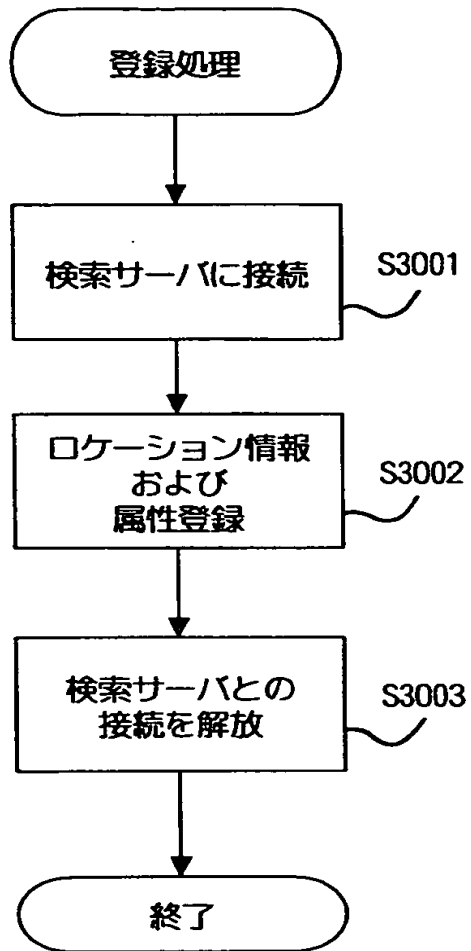 登録処理
検索サーバに接続
S3001
ロケーション情報
および
属性登録
S3002
検索サーバとの
接続を解放
S3003
終了